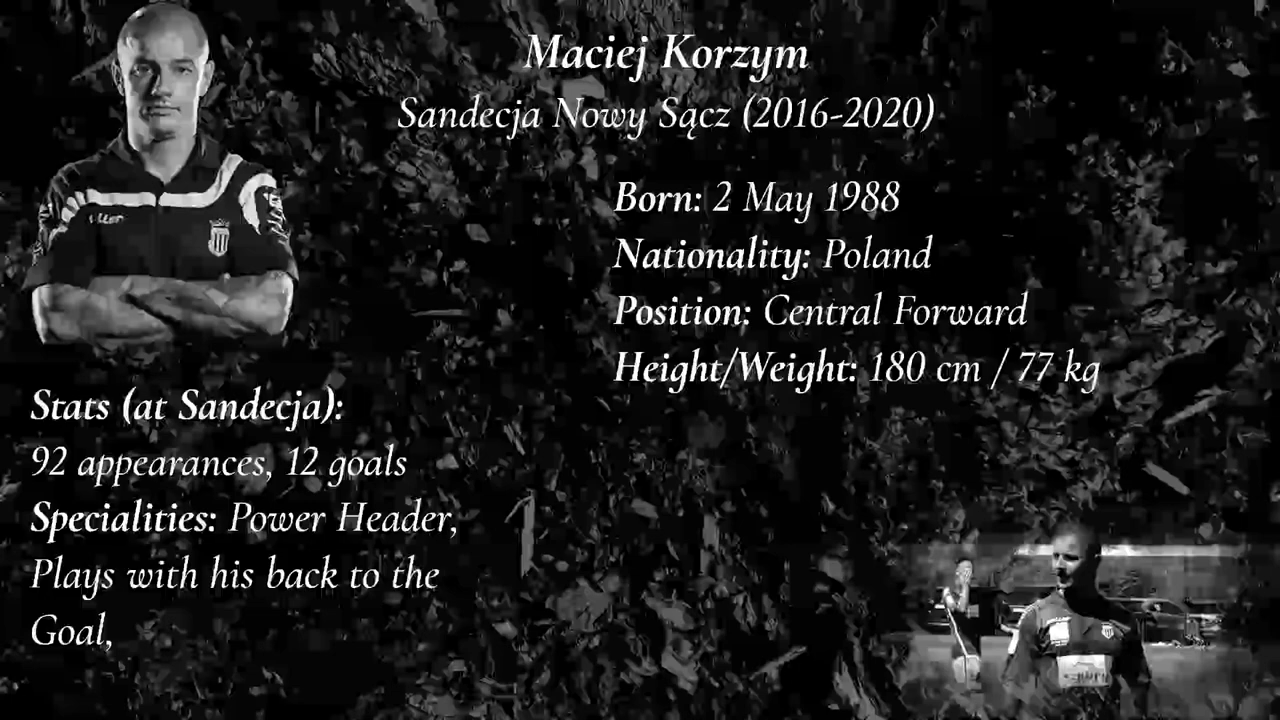 Maciej Korzym
Sandecja Nowy Sącz (2016-2020)
Born: 2 May 1988
Nationality: Poland
Position: Central Forward
Height/Weight: 180 cm / 77 kg
Stats (at Sandecja):
92 appearances, 12 goals
Specialities: Power Header,
Plays with his back to the
Goal,